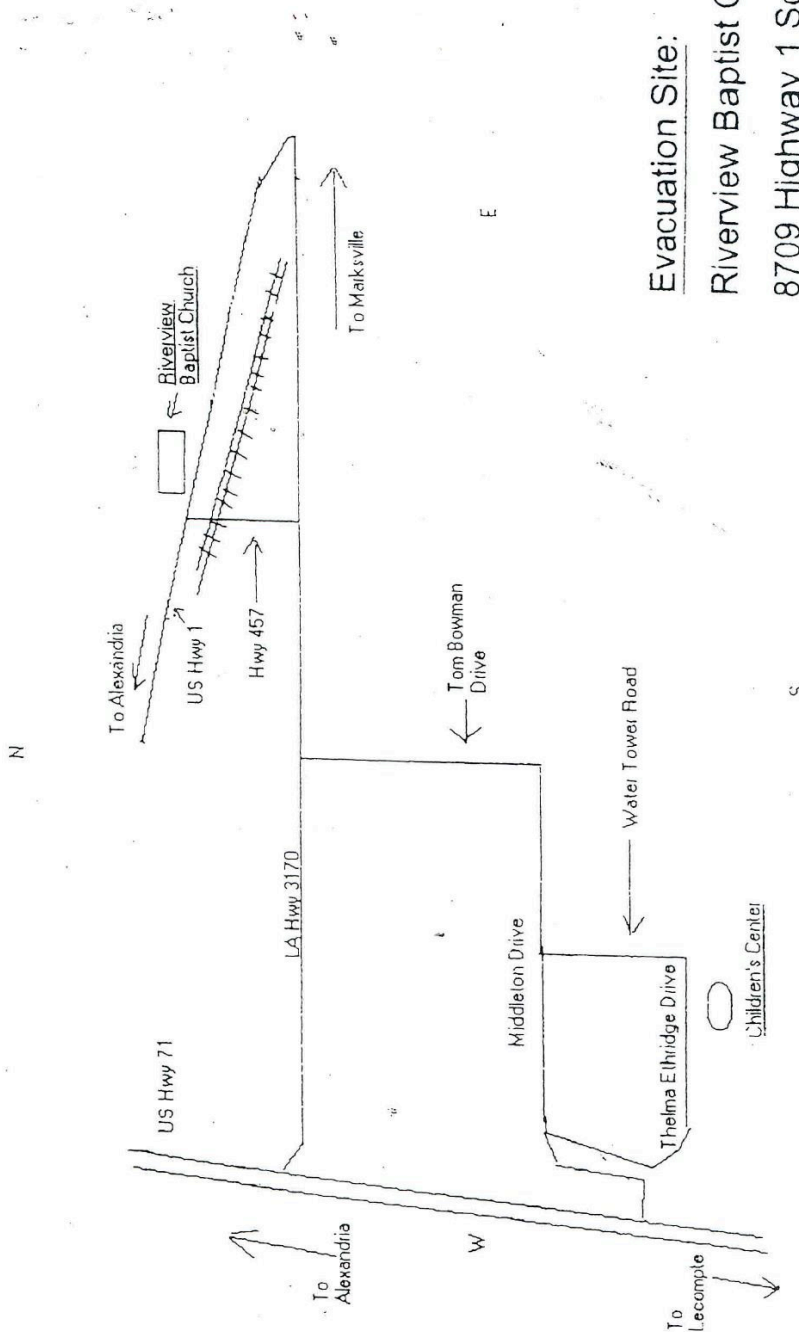 N
To Alexandria
US Hwy 71
US Hwy 1
Riverview
Baptist Church
Hwy 457
LA Hwy 3170
To Marksville
To
Alexandria
W
E
Tom Bowman
Drive
Middleton Drive
Water Tower Road
Thelma Ethridge Drive
Children's Center
To
Lecompte
S
Evacuation Site:
Riverview Baptist C
8709 Highway 1 So